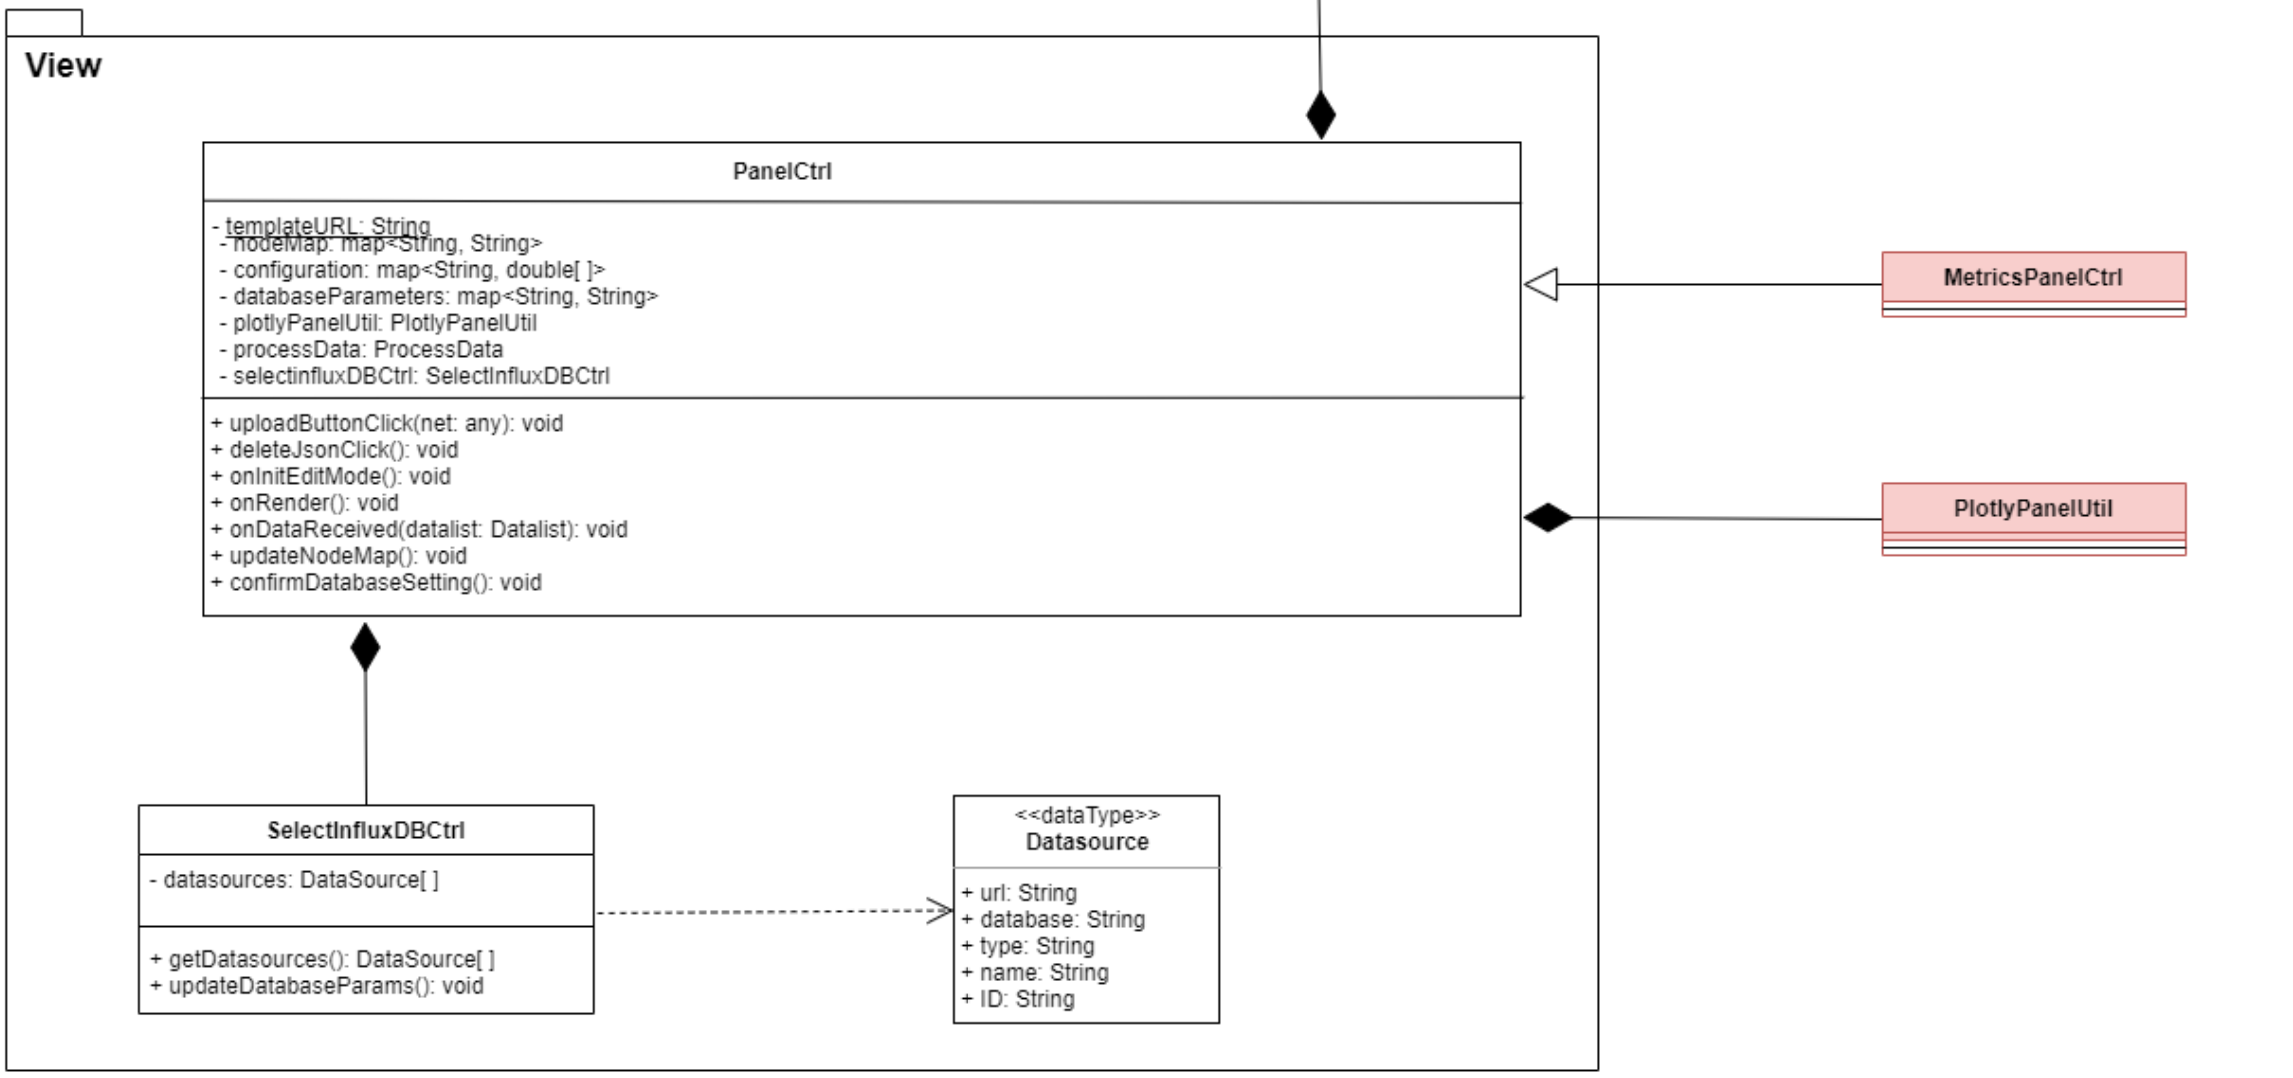 View
PanelCtrl
- templateURL: String
- nodeMap: map<String, String>
- configuration: map<String, double[ ]>
- databaseParameters: map<String, String>
- plotlyPanelUtil: PlotlyPanelUtil
- processData: ProcessData
- selectinfluxDBCtrl: SelectInfluxDBCtrl
+ uploadButtonClick(net: any): void
+ deleteJsonClick(): void
+ onInitEditMode(): void
+ onRender(): void
+ onDataReceived(datalist: Datalist): void
+ updateNodeMap(): void
+ confirmDatabaseSetting(): void
MetricsPanelCtrl
PlotlyPanelUtil
SelectInfluxDBCtrl
- datasources: DataSource[ ]
+ getDatasources(): DataSource[ ]
+ updateDatabaseParams(): void
<<dataType>>
Datasource
+ url: String
+ database: String
+ type: String
+ name: String
+ ID: String